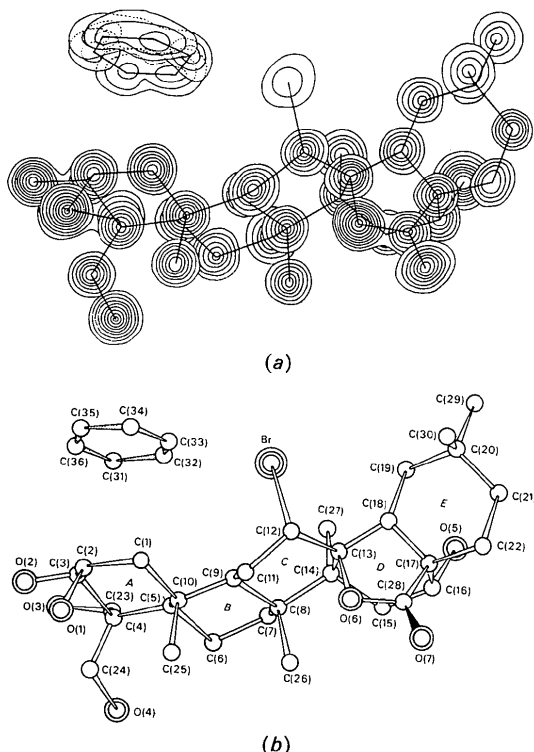 (a)
C(29)
C(35) C(34)
C(30) C(20)
C(33)
Br
C(36) C(32)
C(31)
C(19)
C(21)
C(27) C(18) E
C(12) O(5)
C(1) C(13)
C(2) C(17) C(22)
O(2) C(3) C(10) C(9) C(11) C C(14) D
A C(28) C(16)
O(3) C(23) C(5) B C(8) O(6) C(15)
O(1) C(4) C(7)
C(6) O(7)
C(24) C(25) C(26)
O(4)
(b)